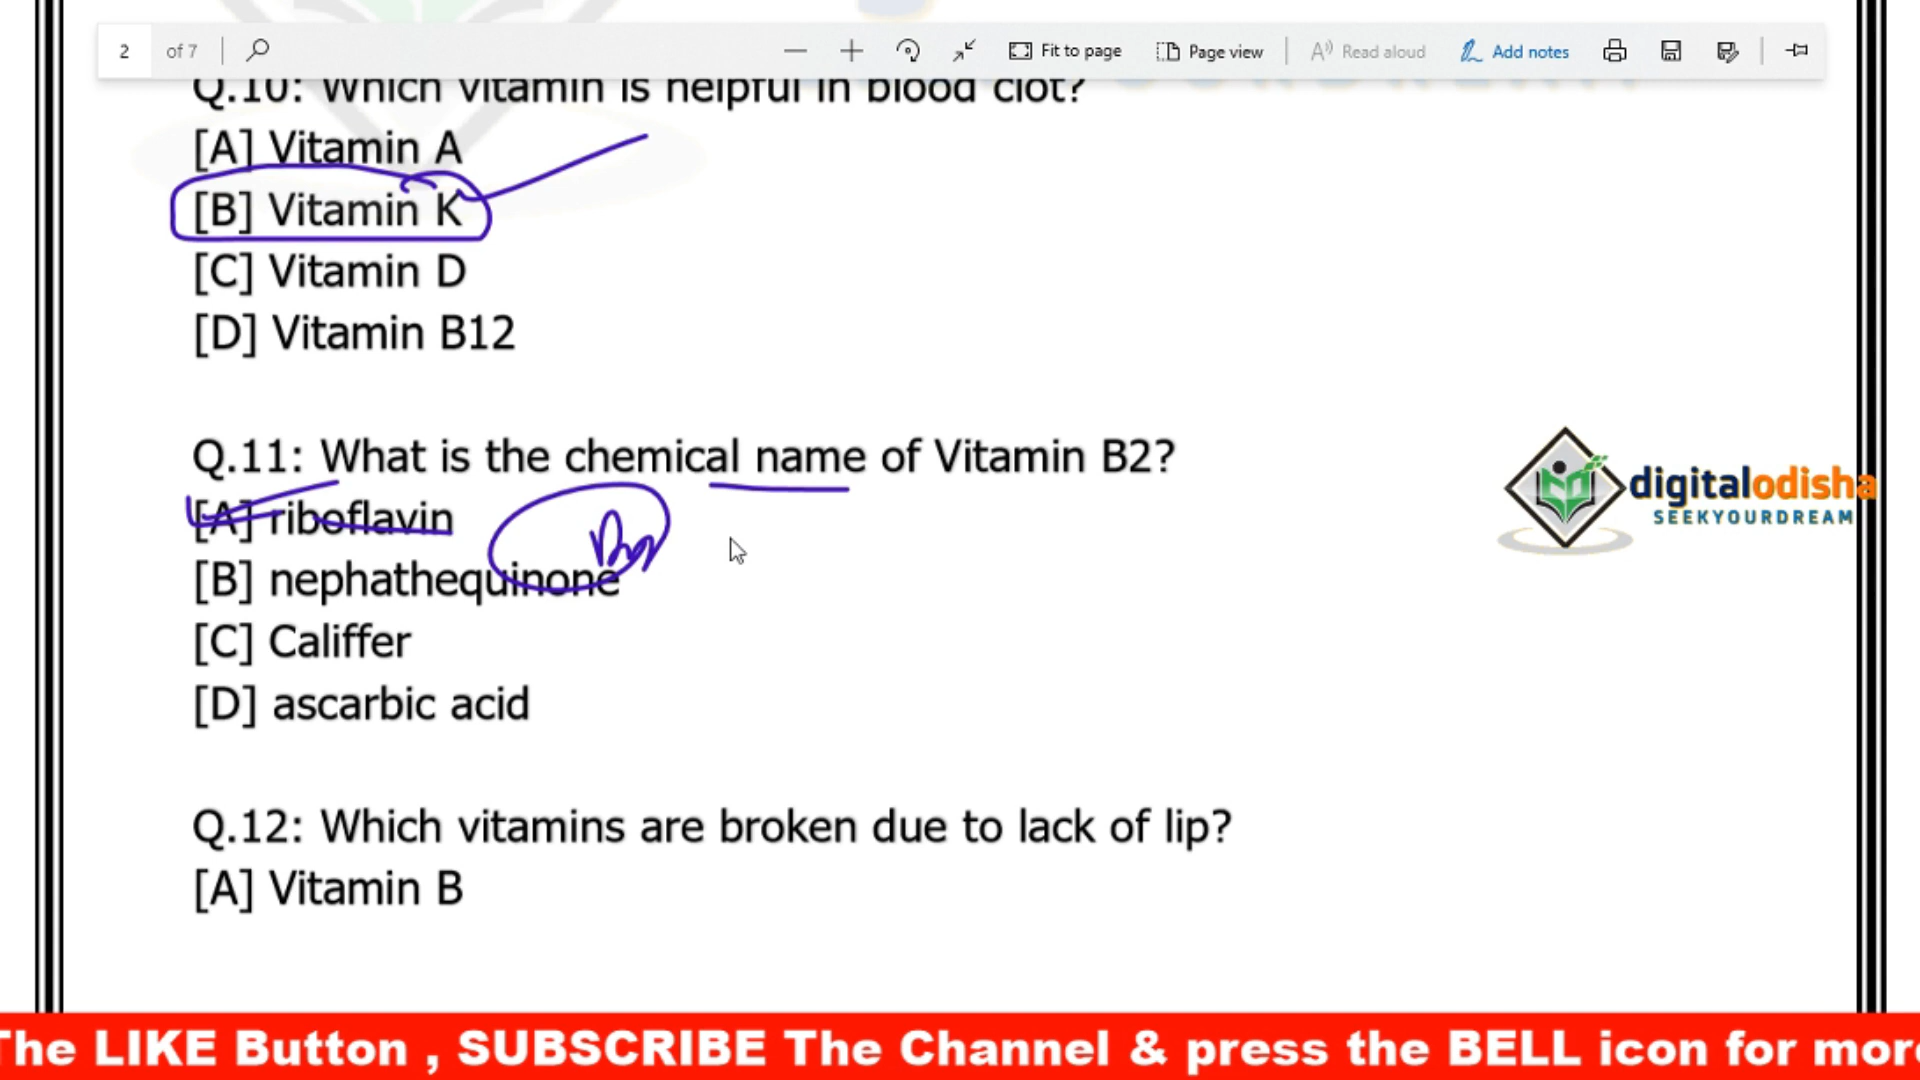 2 of 7 Fit to page Page view Read aloud Add notes
Q.10: Which vitamin is helpful in blood clot?
[A] Vitamin A
[B] Vitamin K
[C] Vitamin D
[D] Vitamin B12
Q.11: What is the chemical name of Vitamin B2?
[A] riboflavin
[B] nephathequinone
[C] Califfer
[D] ascarbic acid
digitalodisha
SEEKYOURDREAM
Q.12: Which vitamins are broken due to lack of lip?
[A] Vitamin B
The LIKE Button , SUBSCRIBE The Channel & press the BELL icon for more